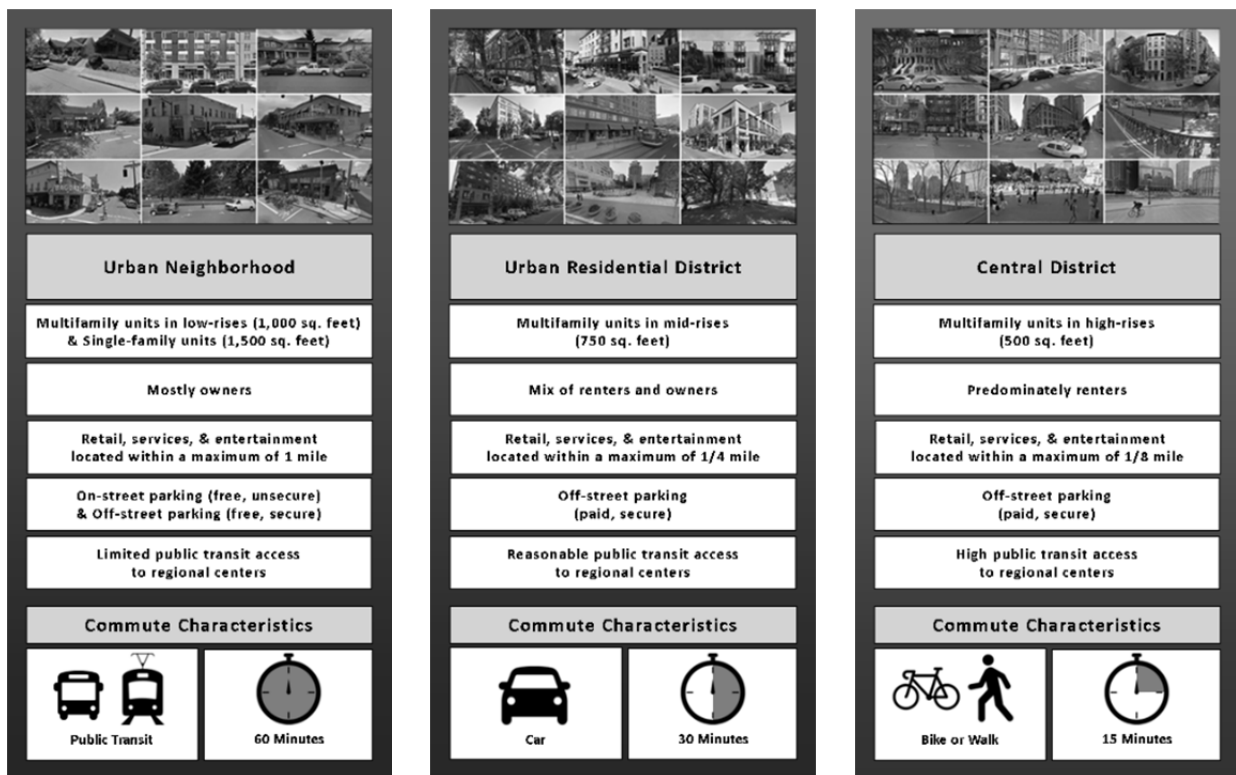 Urban Neighborhood
Multifamily units in low-rises (1,000 sq. feet)
& Single-family units (1,500 sq. feet)
Mostly owners
Retail, services, & entertainment
located within a maximum of 1 mile
On-street parking (free, unsecure)
& Off-street parking (free, secure)
Limited public transit access
to regional centers
Commute Characteristics
Public Transit
60 Minutes
Urban Residential District
Multifamily units in mid-rises
(750 sq. feet)
Mix of renters and owners
Retail, services, & entertainment
located within a maximum of 1/4 mile
Off-street parking
(paid, secure)
Reasonable public transit access
to regional centers
Commute Characteristics
Car
30 Minutes
Central District
Multifamily units in high-rises
(500 sq. feet)
Predominately renters
Retail, services, & entertainment
located within a maximum of 1/8 mile
Off-street parking
(paid, secure)
High public transit access
to regional centers
Commute Characteristics
Bike or Walk
15 Minutes